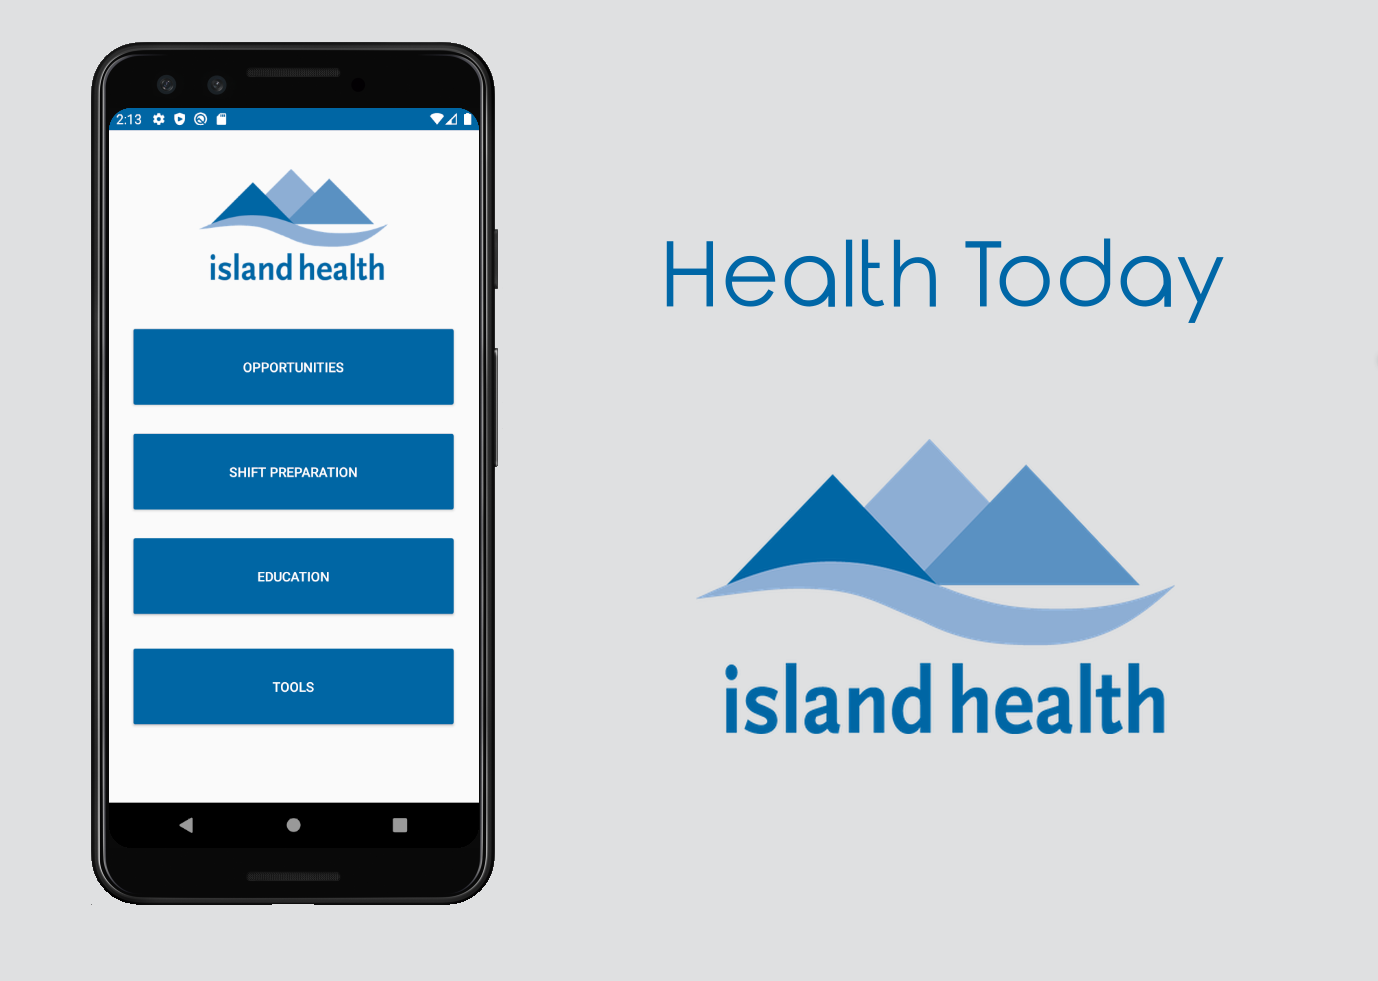 2:13
island health
OPPORTUNITIES
SHIFT PREPARATION
EDUCATION
TOOLS
Health Today
island health